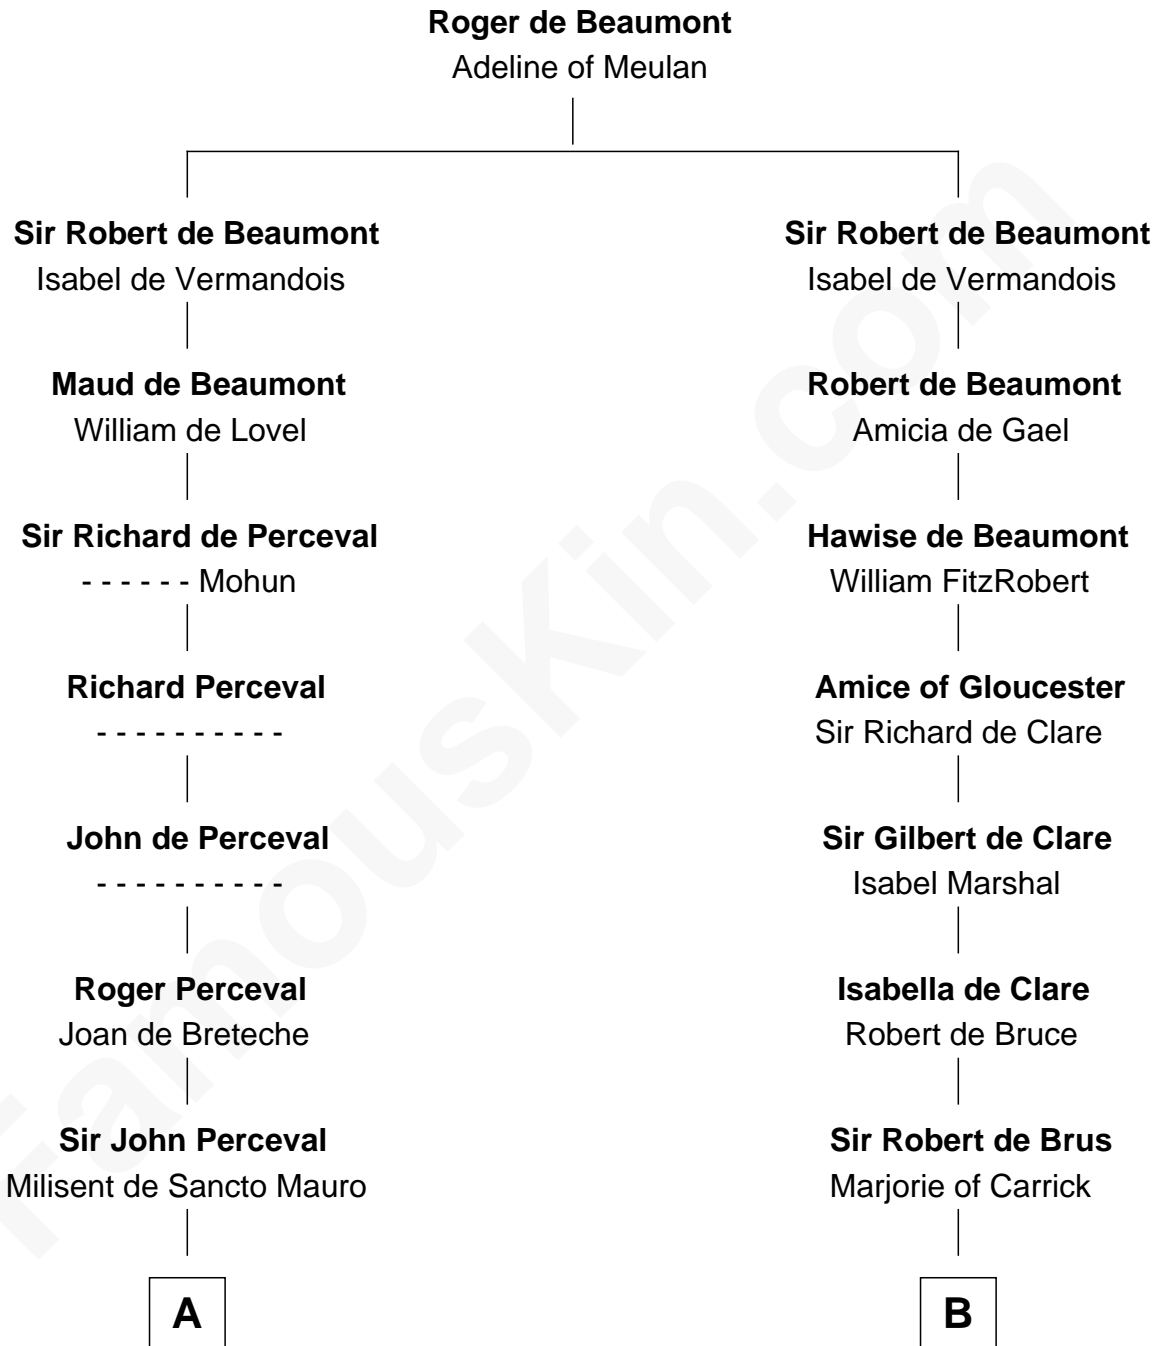 Roger de Beaumont
Adeline of Meulan
Sir Robert de Beaumont
Isabel de Vermandois
Maud de Beaumont
William de Lovel
Sir Richard de Perceval
- - - - - - Mohun
Richard Perceval
- - - - - - - - - -
John de Perceval
- - - - - - - - - -
Roger Perceval
Joan de Breteche
Sir John Perceval
Milisent de Sancto Mauro
A
Sir Robert de Beaumont
Isabel de Vermandois
Robert de Beaumont
Amicia de Gael
Hawise de Beaumont
William FitzRobert
Amice of Gloucester
Sir Richard de Clare
Sir Gilbert de Clare
Isabel Marshal
Isabella de Clare
Robert de Bruce
Sir Robert de Brus
Marjorie of Carrick
B
FamousKin.com